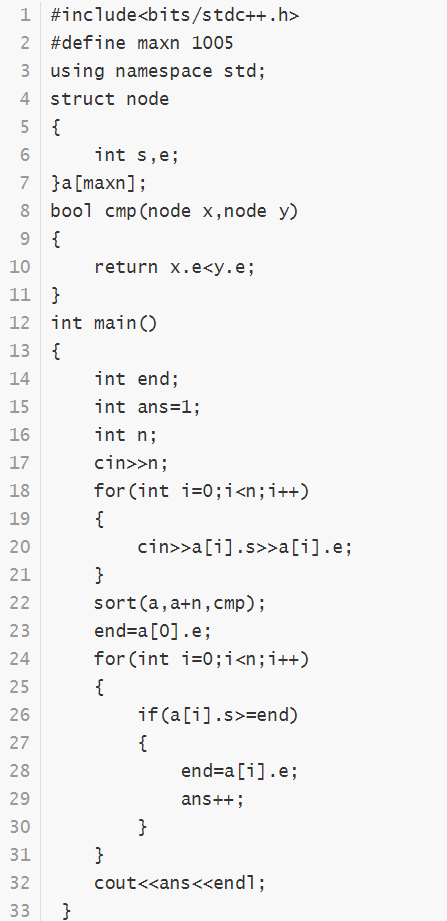 1 #include<bits/stdc++.h>
2 #define maxn 1005
3 using namespace std;
4 struct node
5 {
6     int s,e;
7 }a[maxn];
8 bool cmp(node x,node y)
9 {
10     return x.e<y.e;
11 }
12 int main()
13 {
14     int end;
15     int ans=1;
16     int n;
17     cin>>n;
18     for(int i=0;i<n;i++)
19     {
20         cin>>a[i].s>>a[i].e;
21     }
22     sort(a,a+n,cmp);
23     end=a[0].e;
24     for(int i=0;i<n;i++)
25     {
26         if(a[i].s>=end)
27         {
28             end=a[i].e;
29             ans++;
30         }
31     }
32     cout<<ans<<endl;
33  }